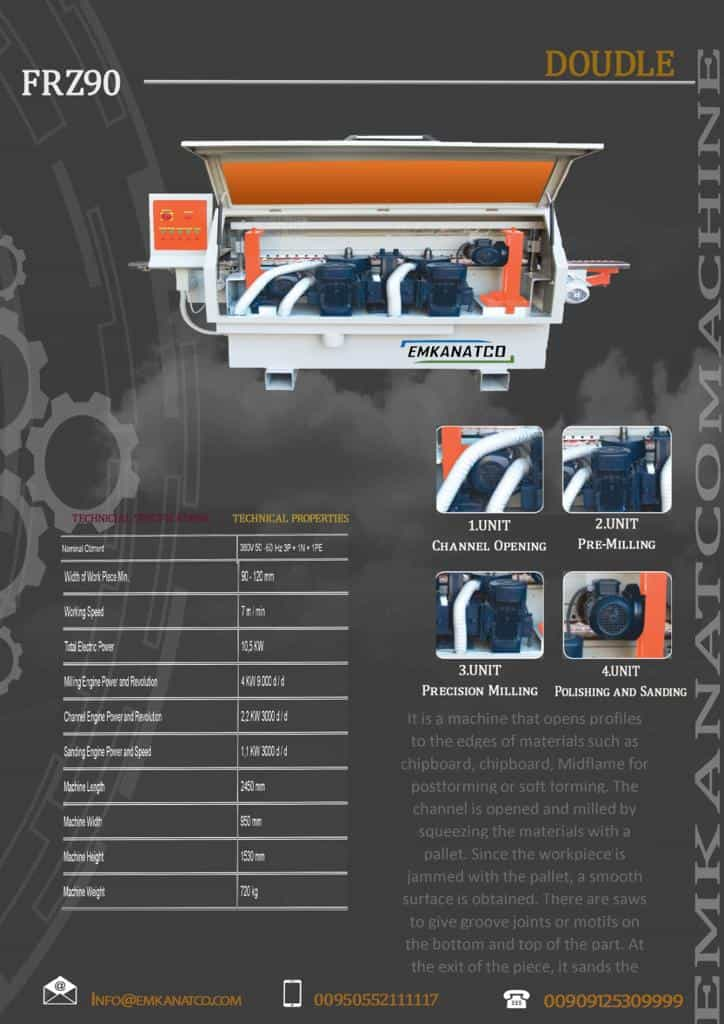 DOUDLE
FRZ90
EMKANATCOMACHINE
EMKANATCO
1.UNIT
CHANNEL OPENING
2.UNIT
PRE-MILLING
3.UNIT
PRECISION MILLING
4.UNIT
POLISHING AND SANDING
TECHNICAL PROPERTIES
Nominal 380V 50 -60 Hz 3P + 1N + 1PE
Width of Work Piece Min. 90 - 120 mm
Working Speed 7 m / min
Total Electric Power 10,5 KW
Milling Engine Power and Revolution 4 KW 9.000 d / d
Channel Engine Power and Revolution 2,2 KW 3000 d / d
Sanding Engine Power and Speed 1,1 KW 3000 d / d
Machine Length 2450 mm
Machine Width 950 mm
Machine Height 1530 mm
Machine Weight 720 kg
It is a machine that opens profiles
to the edges of materials such as
chipboard, chipboard, Midflame for
postforming or soft forming. The
channel is opened and milled by
squeezing the materials with a
pallet. Since the workpiece is
jammed with the pallet, a smooth
surface is obtained. There are saws
to give groove joints or motifs on
the bottom and top of the part. At
the exit of the piece, it sands the
INFO@EMKANATCO.COM
00950552111117
00909125309999